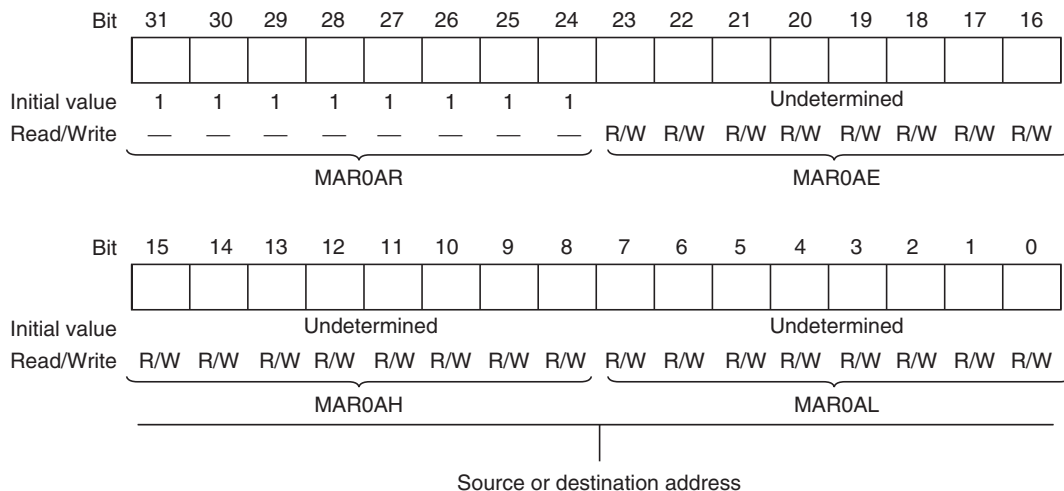 Bit 31 30 29 28 27 26 25 24 23 22 21 20 19 18 17 16
Initial value 1 1 1 1 1 1 1 1 Undetermined
Read/Write — — — — — — — — R/W R/W R/W R/W R/W R/W R/W R/W
MAR0AR MAR0AE
Bit 15 14 13 12 11 10 9 8 7 6 5 4 3 2 1 0
Initial value Undetermined Undetermined
Read/Write R/W R/W R/W R/W R/W R/W R/W R/W R/W R/W R/W R/W R/W R/W R/W R/W
MAR0AH MAR0AL
Source or destination address